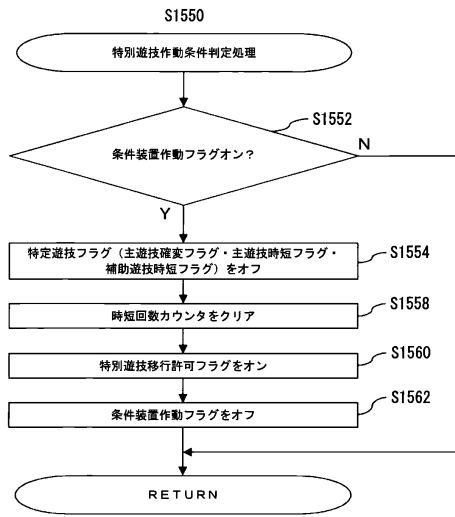 S1550
特別遊技作動条件判定処理
S1552
条件装置作動フラグオン？
N
Y
特定遊技フラグ（主遊技確変フラグ・主遊技時短フラグ・
補助遊技時短フラグ）をオフ
S1554
時短回数カウンタをクリア
S1558
特別遊技移行許可フラグをオン
S1560
条件装置作動フラグをオフ
S1562
RETURN